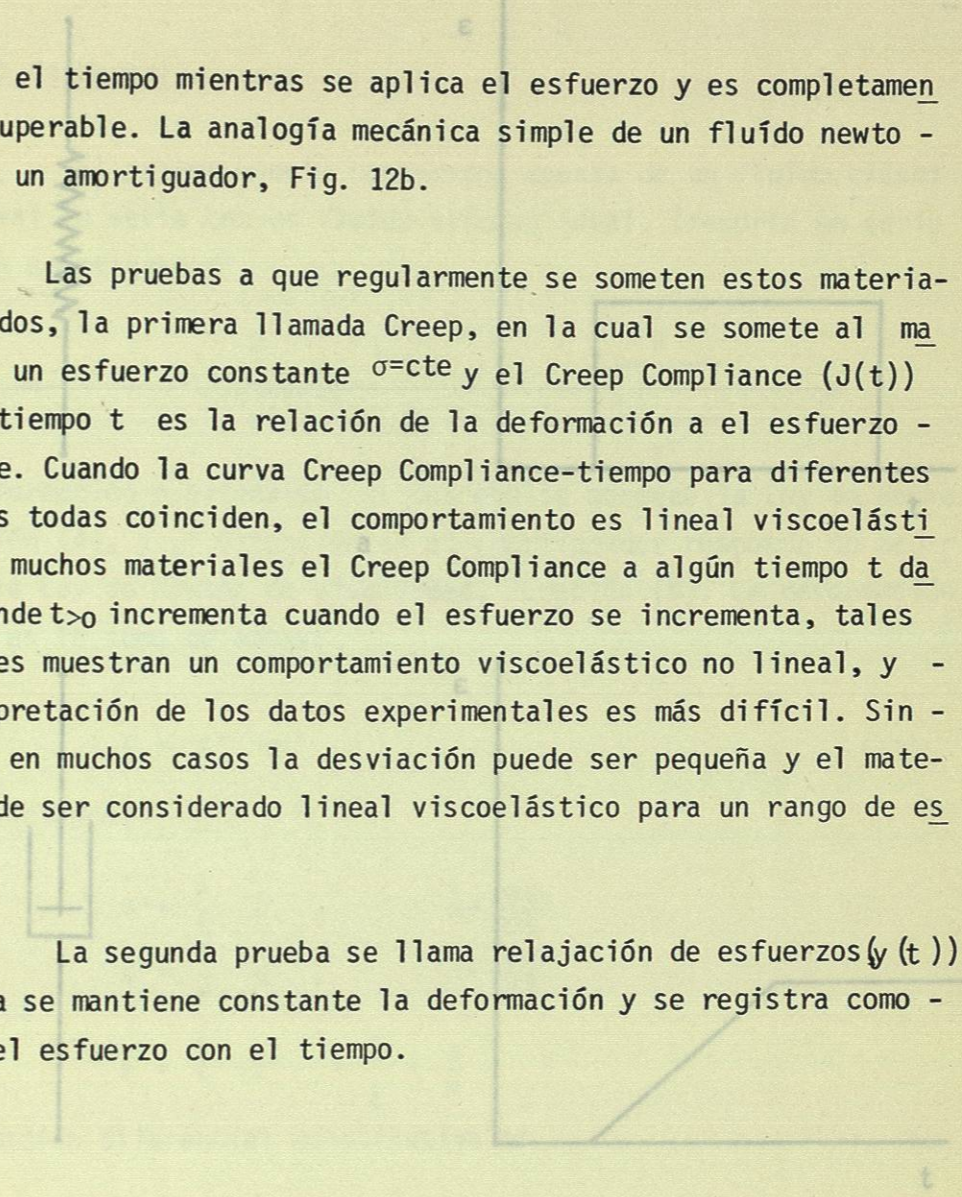 el tiempo mientras se aplica el esfuerzo y es completamen
uperable. La analogía mecánica simple de un fluído newto -
un amortiguador, Fig. 12b.
Las pruebas a que regularmente se someten estos materia-
dos, la primera llamada Creep, en la cual se somete al ma
un esfuerzo constante σ=cte y el Creep Compliance (J(t))
tiempo t es la relación de la deformación a el esfuerzo -
e. Cuando la curva Creep Compliance-tiempo para diferentes
s todas coinciden, el comportamiento es lineal viscoelásti
muchos materiales el Creep Compliance a algún tiempo t da
nde t>o incrementa cuando el esfuerzo se incrementa, tales
es muestran un comportamiento viscoelástico no lineal, y -
pretación de los datos experimentales es más difícil. Sin -
en muchos casos la desviación puede ser pequeña y el mate-
de ser considerado lineal viscoelástico para un rango de es
La segunda prueba se llama relajación de esfuerzos (y (t ))
a se mantiene constante la deformación y se registra como -
el esfuerzo con el tiempo.